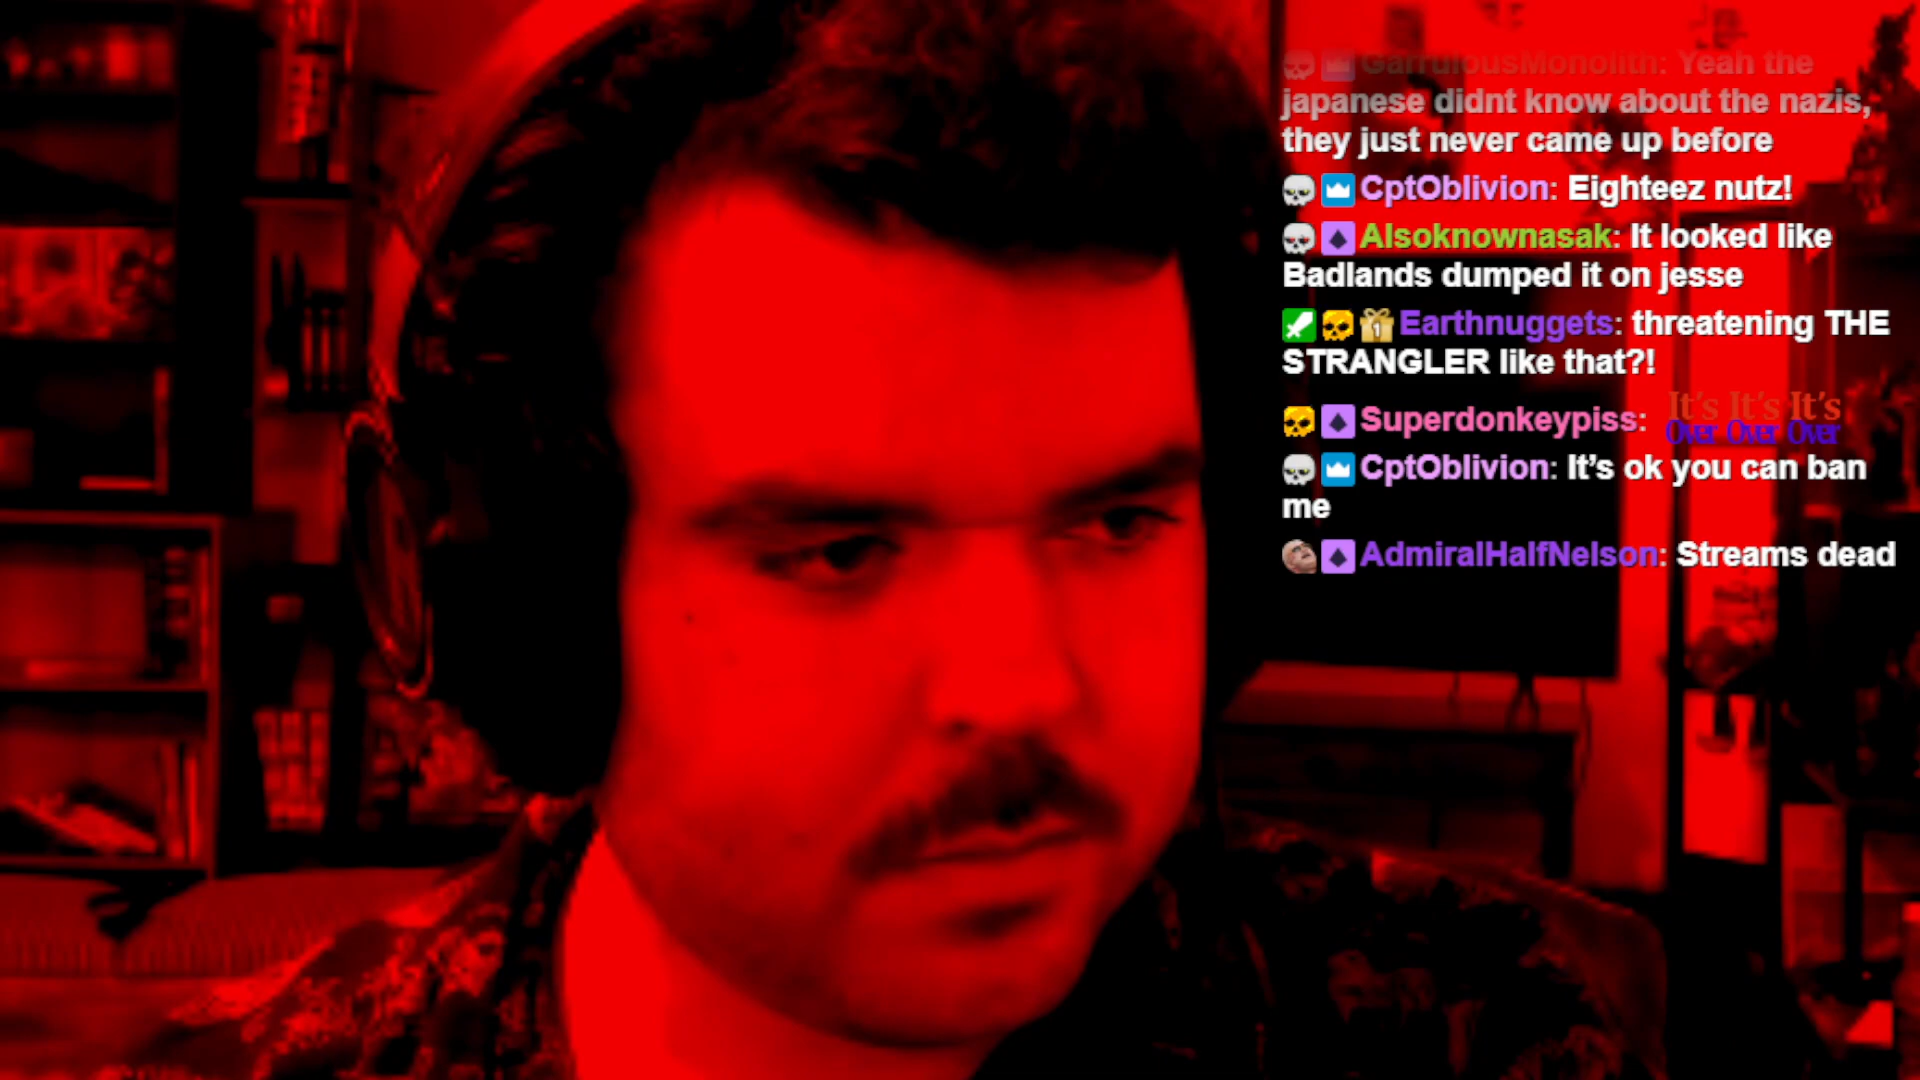 GarrulousMonolith: Yeah the
japanese didnt know about the nazis,
they just never came up before
CptOblivion: Eighteez nutz!
Alsoknownasak: It looked like
Badlands dumped it on jesse
1 Earthnuggets: threatening THE
STRANGLER like that?!
Superdonkeypiss: It's It's It's
Over Over Over
CptOblivion: It’s ok you can ban
me
AdmiralHalfNelson: Streams dead